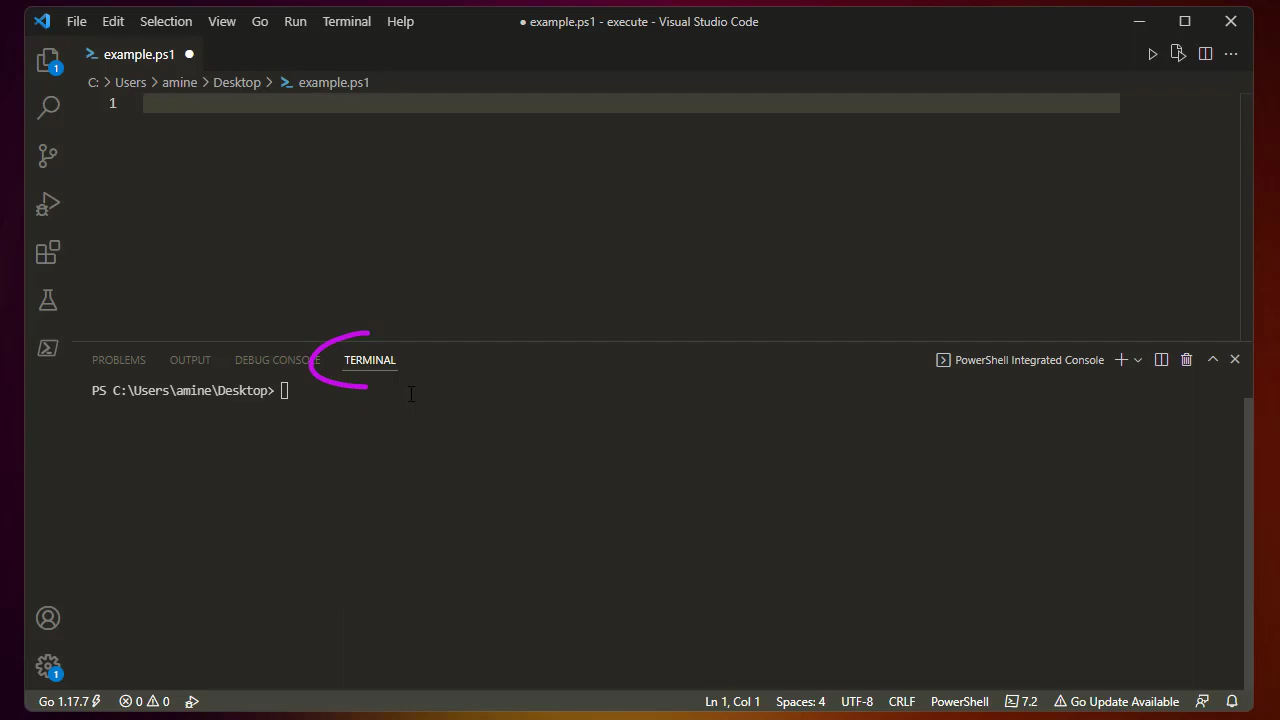 File Edit Selection View Go Run Terminal Help ● example.ps1 - execute - Visual Studio Code
example.ps1 ●
1
C: > Users > amine > Desktop > example.ps1
1
PROBLEMS OUTPUT DEBUG CONSOLE TERMINAL PowerShell Integrated Console
PS C:\Users\amine\Desktop>
1
Go 1.17.7 0 0 Ln 1, Col 1 Spaces: 4 UTF-8 CRLF PowerShell 7.2 Go Update Available